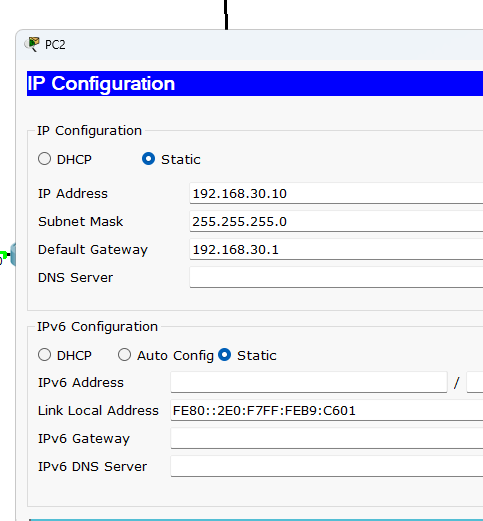 PC2
IP Configuration
IP Configuration
DHCP Static
IP Address 192.168.30.10
Subnet Mask 255.255.255.0
Default Gateway 192.168.30.1
DNS Server
IPv6 Configuration
DHCP Auto Config Static
IPv6 Address /
Link Local Address FE80::2E0:F7FF:FEB9:C601
IPv6 Gateway
IPv6 DNS Server